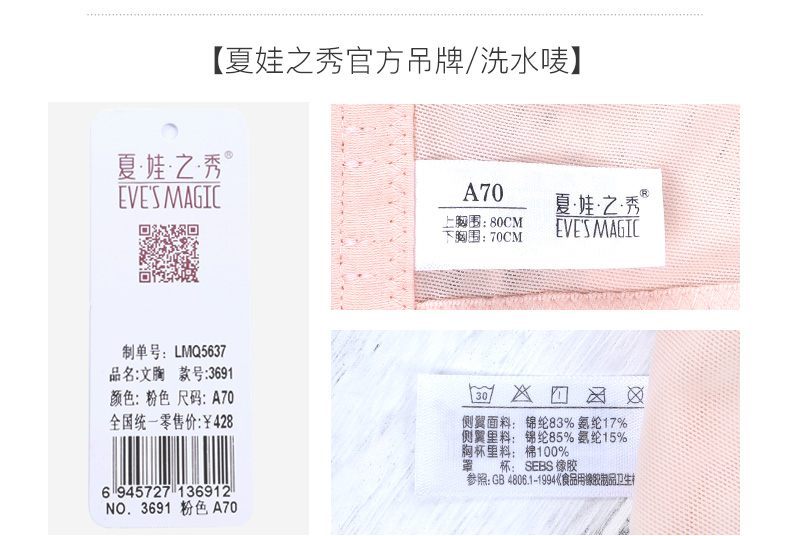 【夏娃之秀官方吊牌/洗水唛】
夏·娃·之·秀®
EVE'S MAGIC
制单号: LMQ5637
品名:文胸 款号:3691
颜色: 粉色 尺码: A70
全国统一零售价:¥428
6 945727 136912
NO. 3691 粉色 A70
A70
上胸围: 80CM
下胸围: 70CM
夏·娃·之·秀®
EVE'S MAGIC
30
侧翼面料: 锦纶83% 氨纶17%
侧翼里料: 锦纶85% 氨纶15%
胸杯里料: 棉100%
罩 杯: SEBS 橡胶
参照: GB 4806.1-1994《食品用橡胶制品卫生